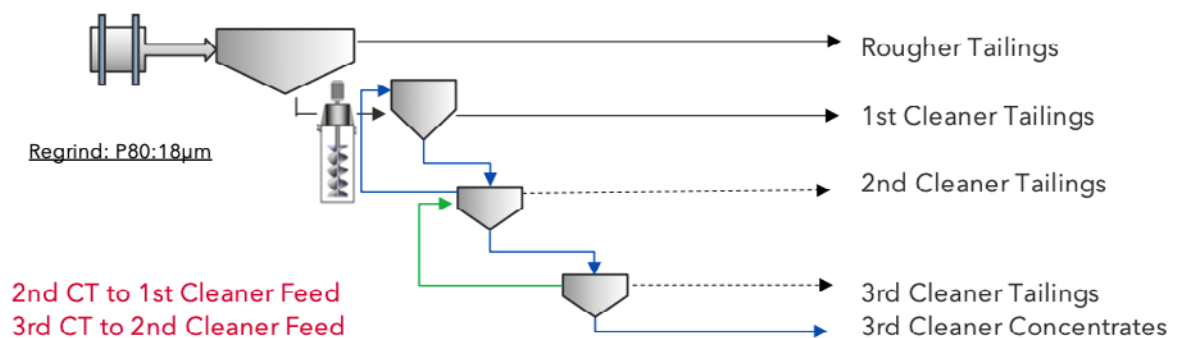 Rougher Tailings
1st Cleaner Tailings
Regrind: P80:18μm
2nd Cleaner Tailings
2nd CT to 1st Cleaner Feed
3rd Cleaner Tailings
3rd CT to 2nd Cleaner Feed
3rd Cleaner Concentrates